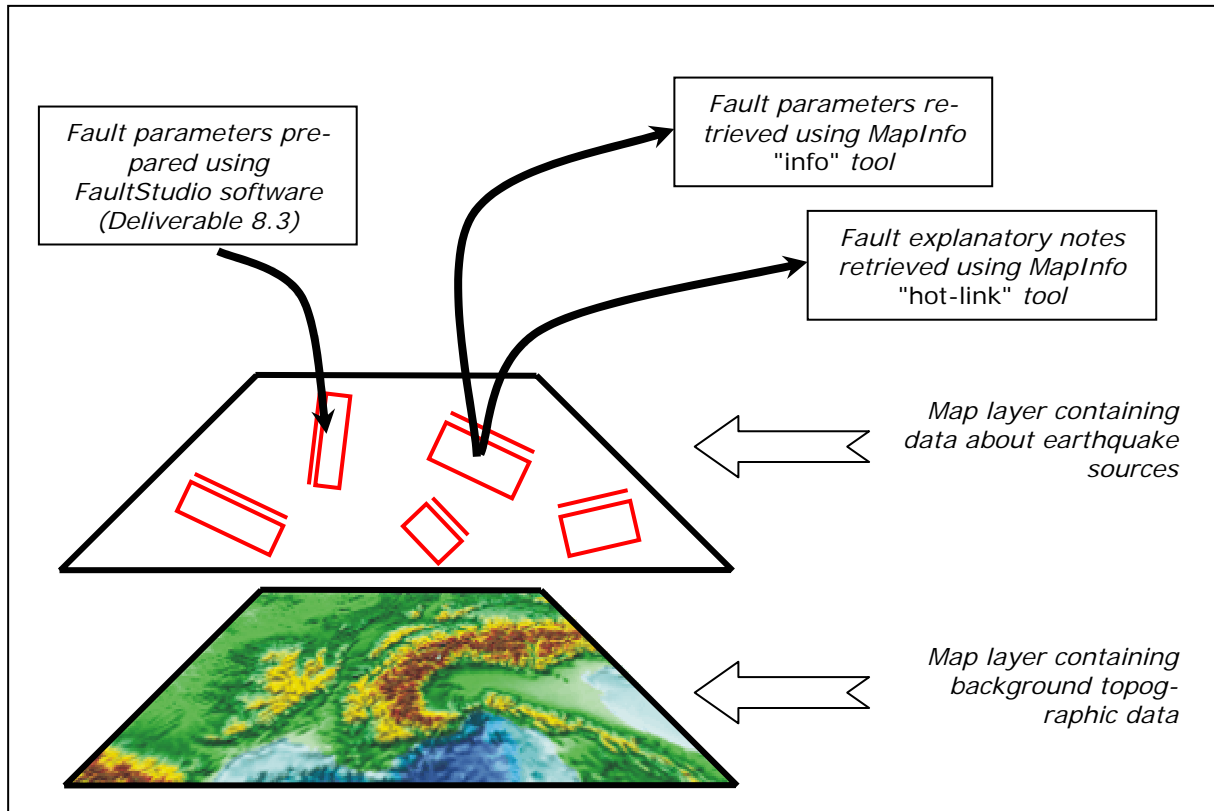 Fault parameters pre-
pared using
FaultStudio software
(Deliverable 8.3)
Fault parameters re-
trieved using MapInfo
"info" tool
Fault explanatory notes
retrieved using MapInfo
"hot-link" tool
Map layer containing
data about earthquake
sources
Map layer containing
background topog-
raphic data